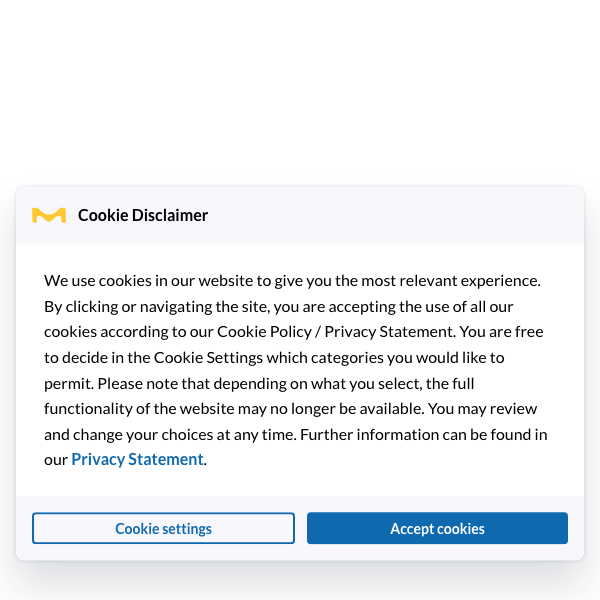 Cookie Disclaimer
We use cookies in our website to give you the most relevant experience.
By clicking or navigating the site, you are accepting the use of all our
cookies according to our Cookie Policy / Privacy Statement. You are free
to decide in the Cookie Settings which categories you would like to
permit. Please note that depending on what you select, the full
functionality of the website may no longer be available. You may review
and change your choices at any time. Further information can be found in
our Privacy Statement.
Cookie settings
Accept cookies